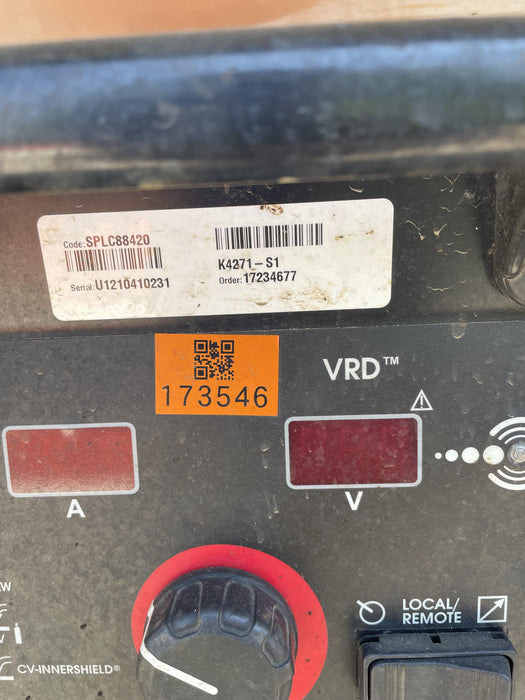 Code: SPLC88420
Serial: U1210410231
K4271-S1
Order: 17234677
173546
VRD™
A
V
LOCAL/
REMOTE
CV-INNERSHIELD®